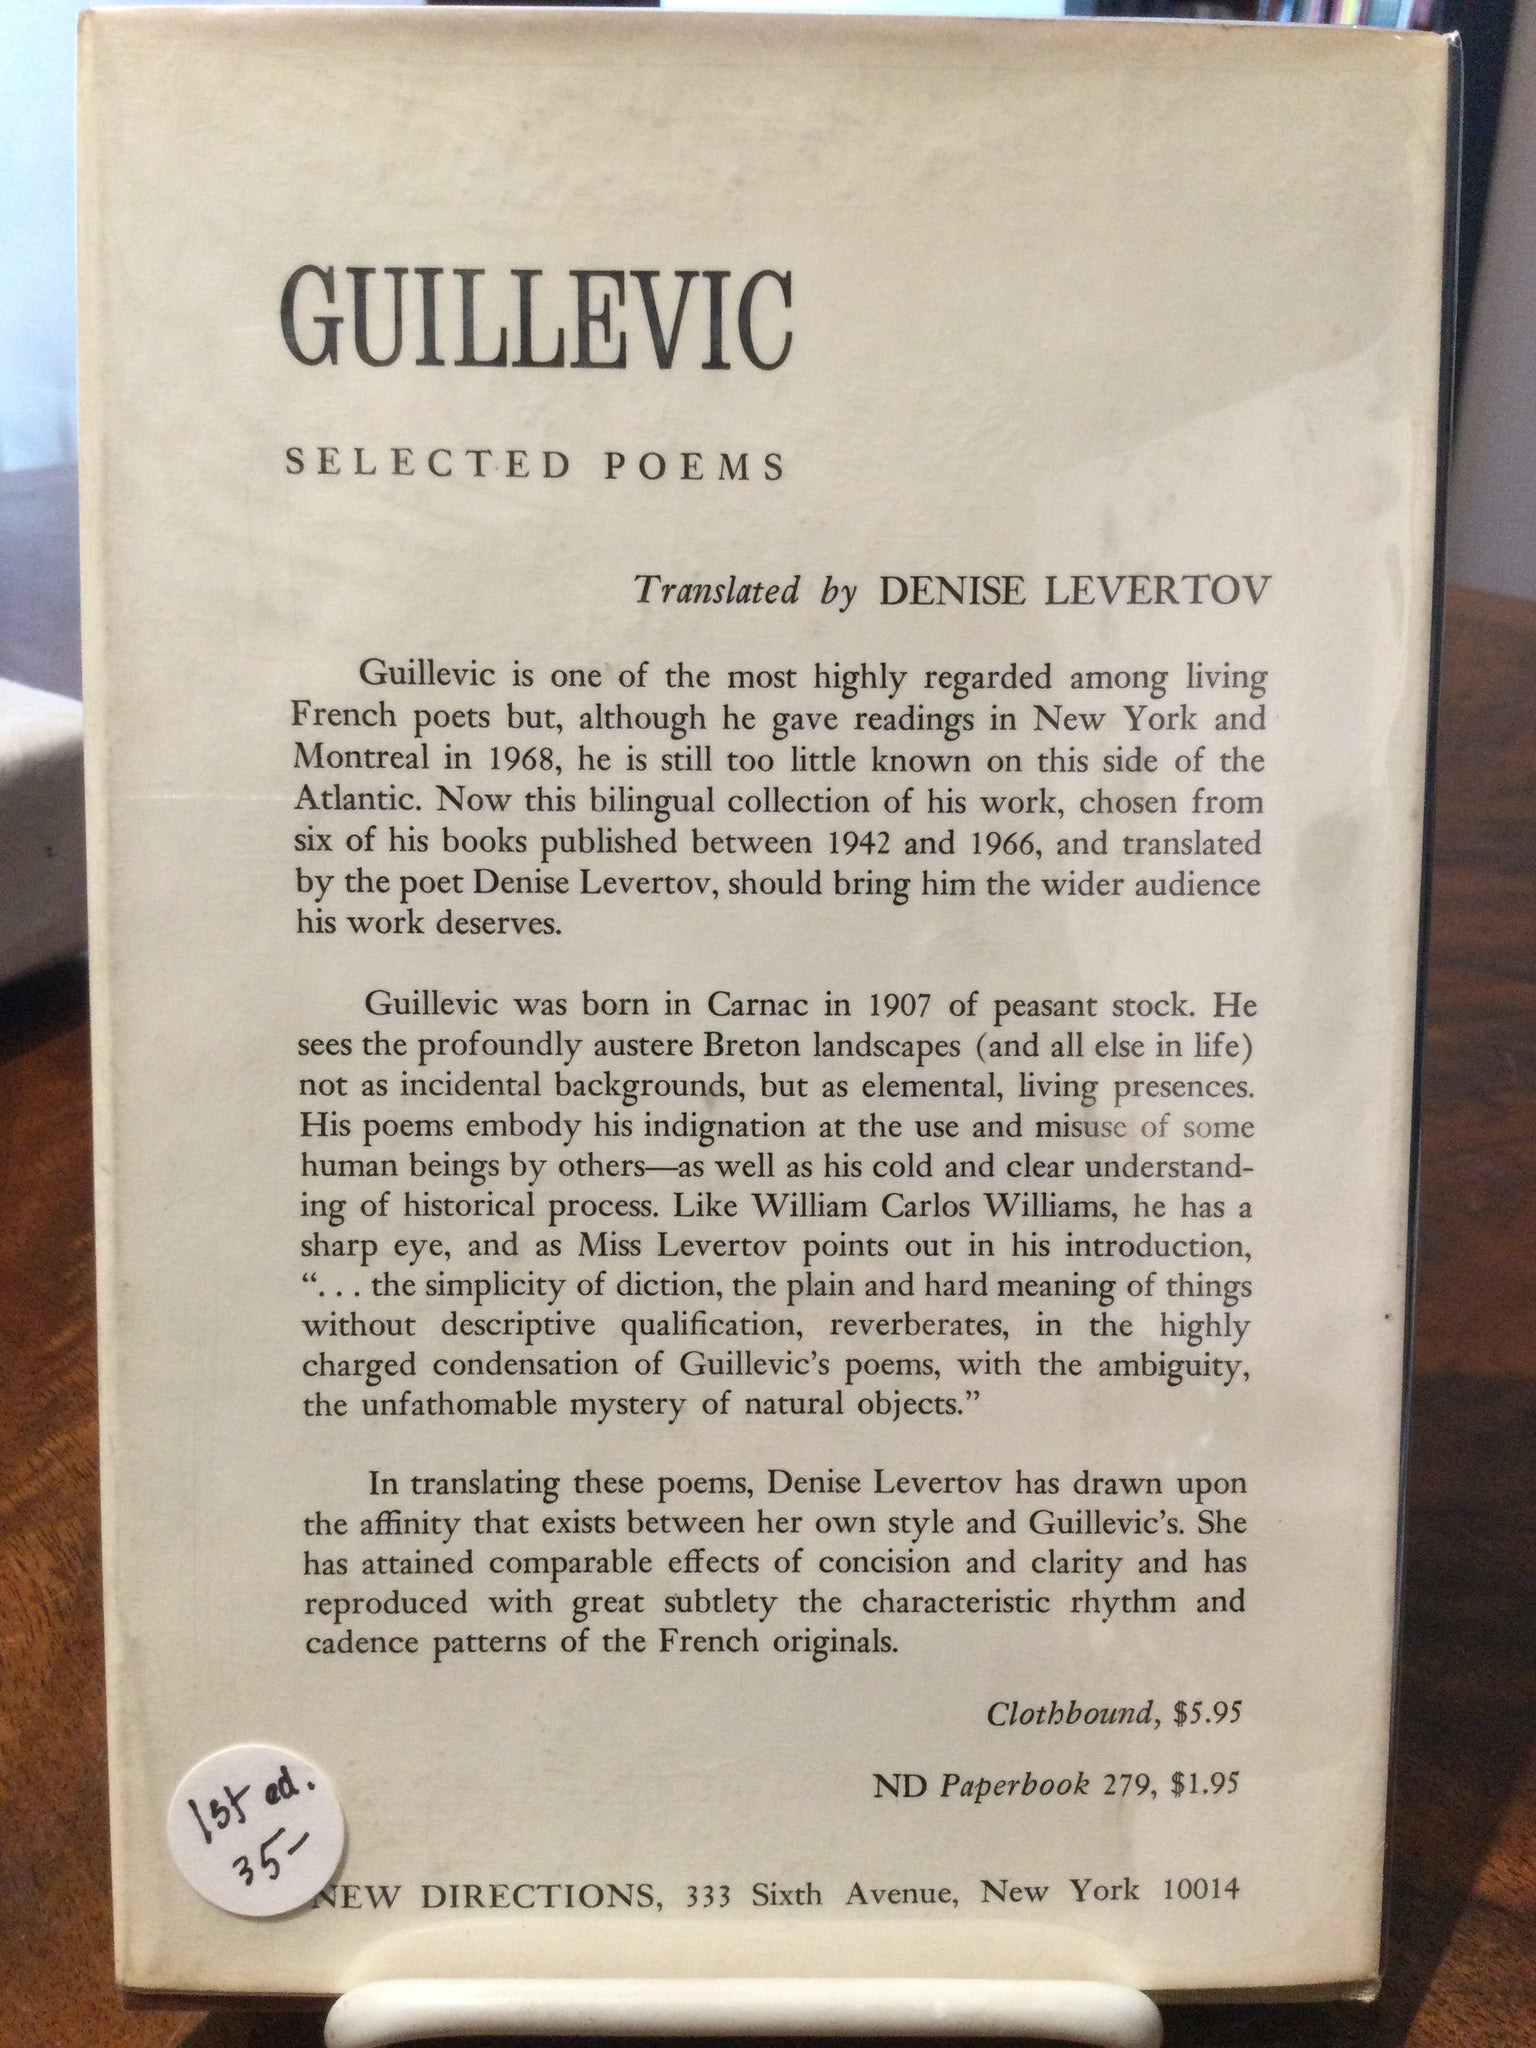 GUILLEVIC
SELECTED POEMS
Translated by DENISE LEVERTOV
Guillevic is one of the most highly regarded among living
French poets but, although he gave readings in New York and
Montreal in 1968, he is still too little known on this side of the
Atlantic. Now this bilingual collection of his work, chosen from
six of his books published between 1942 and 1966, and translated
by the poet Denise Levertov, should bring him the wider audience
his work deserves.
Guillevic was born in Carnac in 1907 of peasant stock. He
sees the profoundly austere Breton landscapes (and all else in life)
not as incidental backgrounds, but as elemental, living presences.
His poems embody his indignation at the use and misuse of some
human beings by others—as well as his cold and clear understand-
ing of historical process. Like William Carlos Williams, he has a
sharp eye, and as Miss Levertov points out in his introduction,
“. . . the simplicity of diction, the plain and hard meaning of things
without descriptive qualification, reverberates, in the highly
charged condensation of Guillevic’s poems, with the ambiguity,
the unfathomable mystery of natural objects.”
In translating these poems, Denise Levertov has drawn upon
the affinity that exists between her own style and Guillevic’s. She
has attained comparable effects of concision and clarity and has
reproduced with great subtlety the characteristic rhythm and
cadence patterns of the French originals.
Clothbound, $5.95
ND Paperbook 279, $1.95
1st ed.
35-
NEW DIRECTIONS, 333 Sixth Avenue, New York 10014